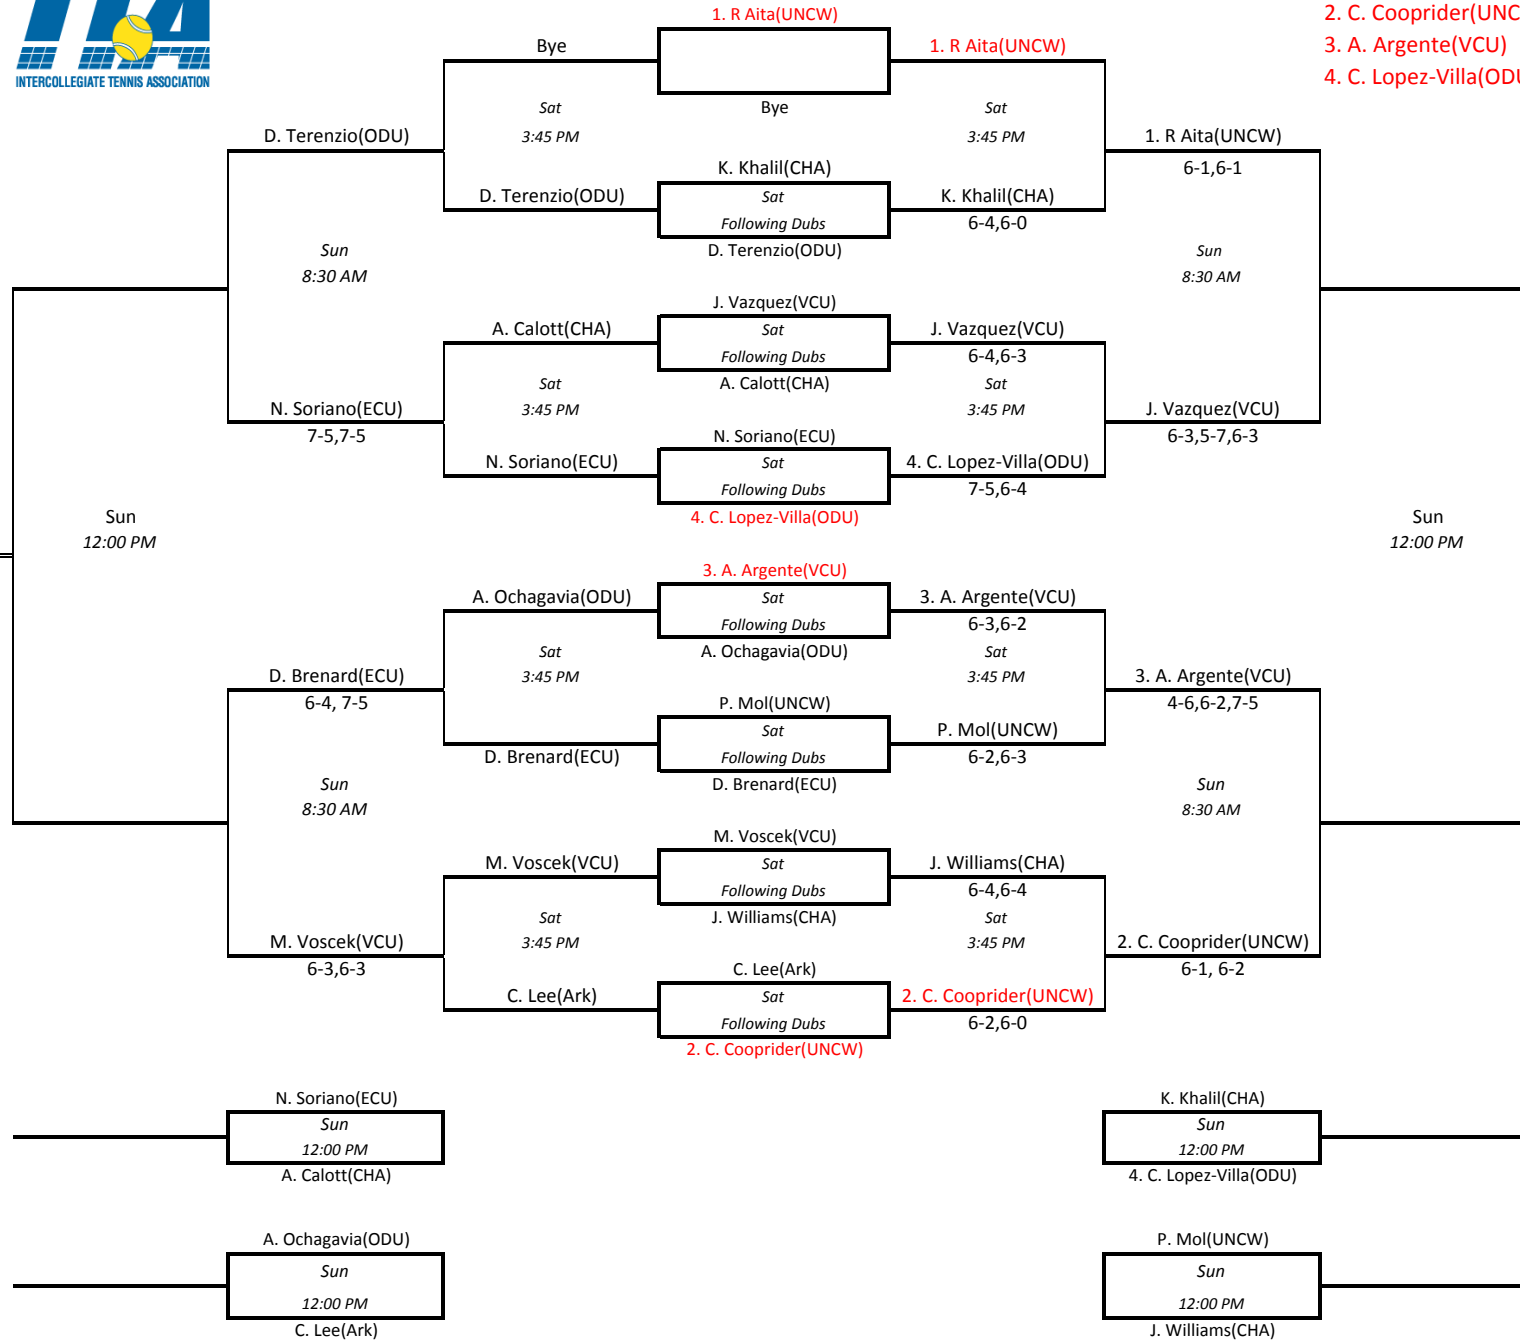 1. R Aita(UNCW)
2. C. Cooprider(UNC
Bye
1. R Aita(UNCW)
3. A. Argente(VCU)
INTERCOLLEGIATE TENNIS ASSOCIATION
4. C. Lopez-Villa(ODU
Sat
Bye
Sat
D. Terenzio(ODU)
3:45 PM
3:45 PM
1. R Aita(UNCW)
K. Khalil(CHA)
6-1,6-1
D. Terenzio(ODU)
Sat
K. Khalil(CHA)
Following Dubs
6-4,6-0
Sun
D. Terenzio(ODU)
Sun
8:30 AM
8:30 AM
J. Vazquez(VCU)
A. Calott(CHA)
Sat
J. Vazquez(VCU)
Following Dubs
6-4,6-3
Sat
A. Calott(CHA)
Sat
N. Soriano(ECU)
3:45 PM
3:45 PM
J. Vazquez(VCU)
7-5,7-5
N. Soriano(ECU)
6-3,5-7,6-3
N. Soriano(ECU)
Sat
4. C. Lopez-Villa(ODU)
Following Dubs
7-5,6-4
Sun
4. C. Lopez-Villa(ODU)
Sun
12:00 PM
12:00 PM
3. A. Argente(VCU)
A. Ochagavia(ODU)
Sat
3. A. Argente(VCU)
Following Dubs
6-3,6-2
Sat
A. Ochagavia(ODU)
Sat
D. Brenard(ECU)
3:45 PM
3:45 PM
3. A. Argente(VCU)
6-4, 7-5
P. Mol(UNCW)
4-6,6-2,7-5
Sat
P. Mol(UNCW)
D. Brenard(ECU)
Following Dubs
6-2,6-3
Sun
D. Brenard(ECU)
Sun
8:30 AM
8:30 AM
M. Voscek(VCU)
M. Voscek(VCU)
Sat
J. Williams(CHA)
Following Dubs
6-4,6-4
Sat
J. Williams(CHA)
Sat
M. Voscek(VCU)
3:45 PM
3:45 PM
2. C. Cooprider(UNCW)
6-3,6-3
C. Lee(Ark)
6-1, 6-2
C. Lee(Ark)
Sat
2. C. Cooprider(UNCW)
Following Dubs
6-2,6-0
2. C. Cooprider(UNCW)
N. Soriano(ECU)
K. Khalil(CHA)
Sun
Sun
12:00 PM
12:00 PM
A. Calott(CHA)
4. C. Lopez-Villa(ODU)
A. Ochagavia(ODU)
P. Mol(UNCW)
Sun
Sun
12:00 PM
12:00 PM
C. Lee(Ark)
J. Williams(CHA)